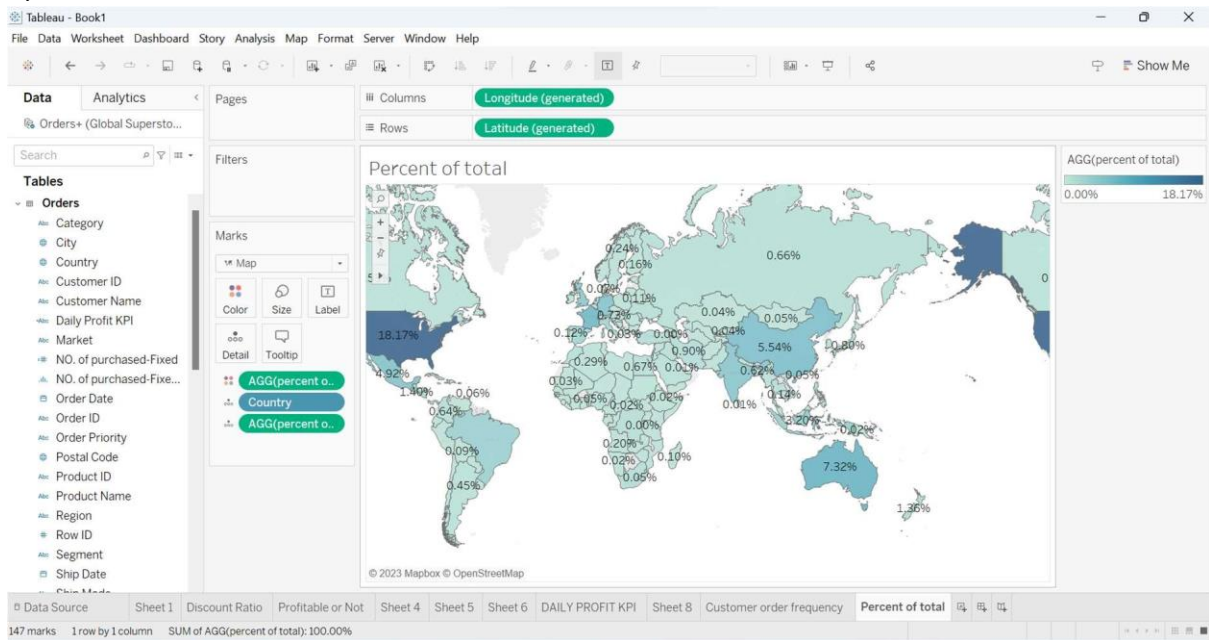 Tableau - Book1
File Data Worksheet Dashboard Story Analysis Map Format Server Window Help
Show Me
Data Analytics
Orders+ (Global Supersto...
Search
Tables
Orders
Category
City
Country
Customer ID
Customer Name
Daily Profit KPI
Market
NO. of purchased-Fixed
NO. of purchased-Fixe...
Order Date
Order ID
Order Priority
Postal Code
Product ID
Product Name
Region
Row ID
Segment
Ship Date
Ship Mode
Pages
Filters
Marks
Map
Color Size Label
Detail Tooltip
AGG(percent o..
Country
AGG(percent o..
Columns Longitude (generated)
Rows Latitude (generated)
Percent of total
0.24%
0.16%
0.66%
0.11%
0.73%
0.04% 0.05%
18.17%
0.12% 0.03% 0.00% 0.04%
5.54% 0.80%
0.90%
4.92%
0.29% 0.67% 0.01% 0.62% 0.05%
0.03%
1.40% 0.06%
0.05% 0.02% 0.02% 0.01% 0.14%
0.64%
0.00%
3.20% 0.02%
0.09%
0.20%
0.02% 0.10%
7.32%
0.45%
0.05%
1.36%
© 2023 Mapbox © OpenStreetMap
AGG(percent of total)
0.00% 18.17%
Data Source Sheet 1 Discount Ratio Profitable or Not Sheet 4 Sheet 5 Sheet 6 DAILY PROFIT KPI Sheet 8 Customer order frequency Percent of total
147 marks 1 row by 1 column SUM of AGG(percent of total): 100.00%